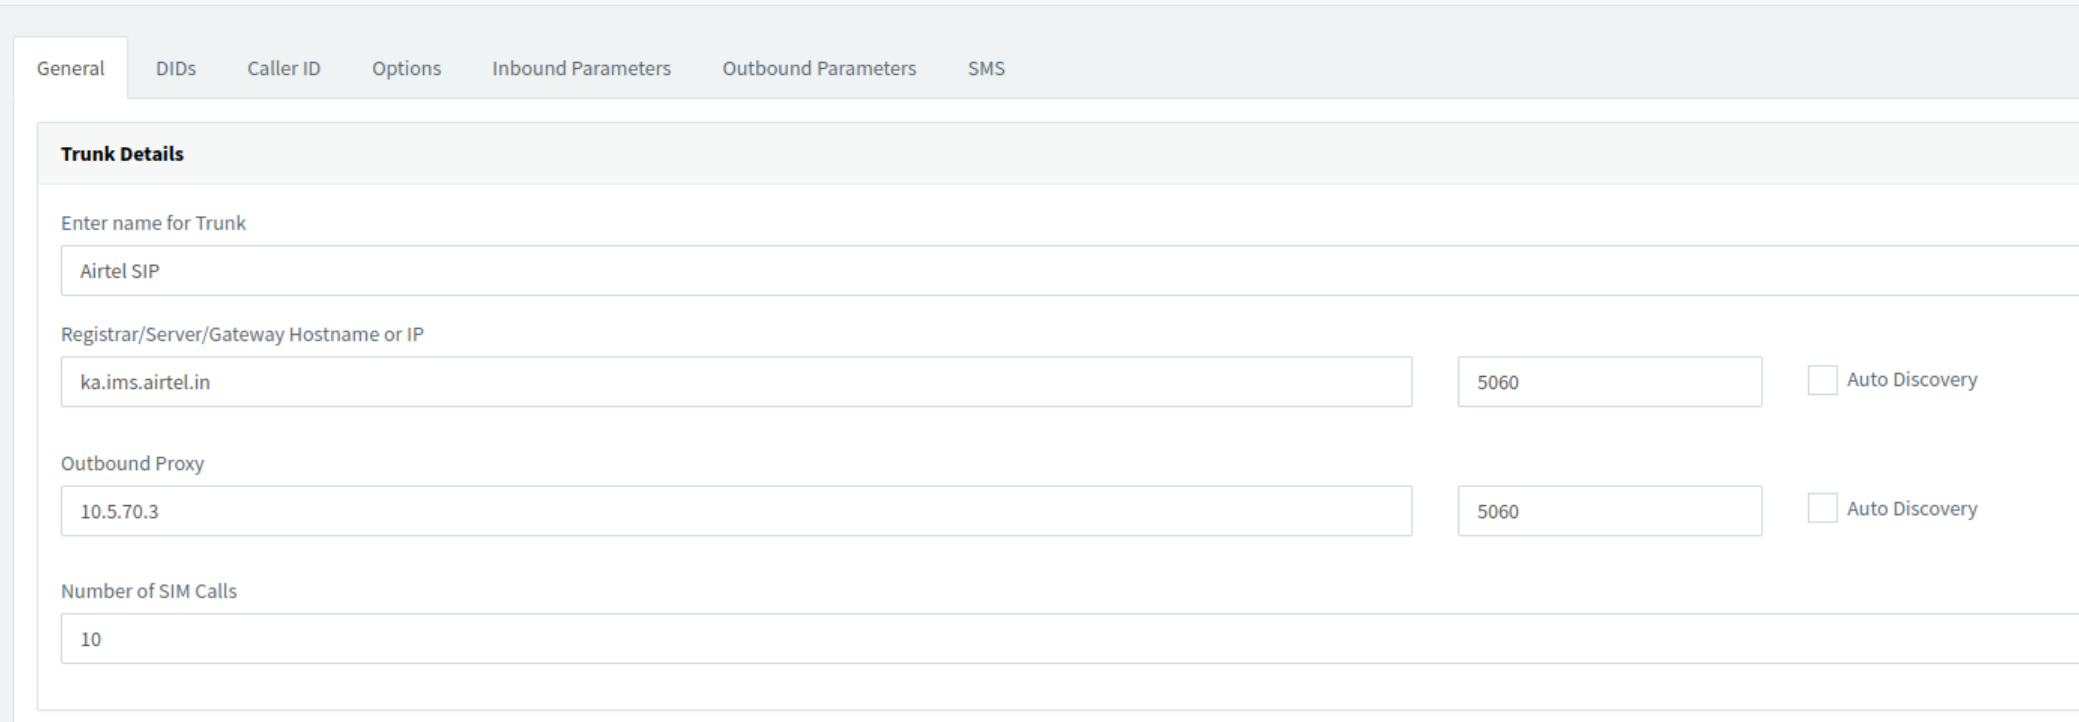 General DIDs Caller ID Options Inbound Parameters Outbound Parameters SMS
Trunk Details
Enter name for Trunk
Airtel SIP
Registrar/Server/Gateway Hostname or IP
ka.ims.airtel.in 5060 Auto Discovery
Outbound Proxy
10.5.70.3 5060 Auto Discovery
Number of SIM Calls
10